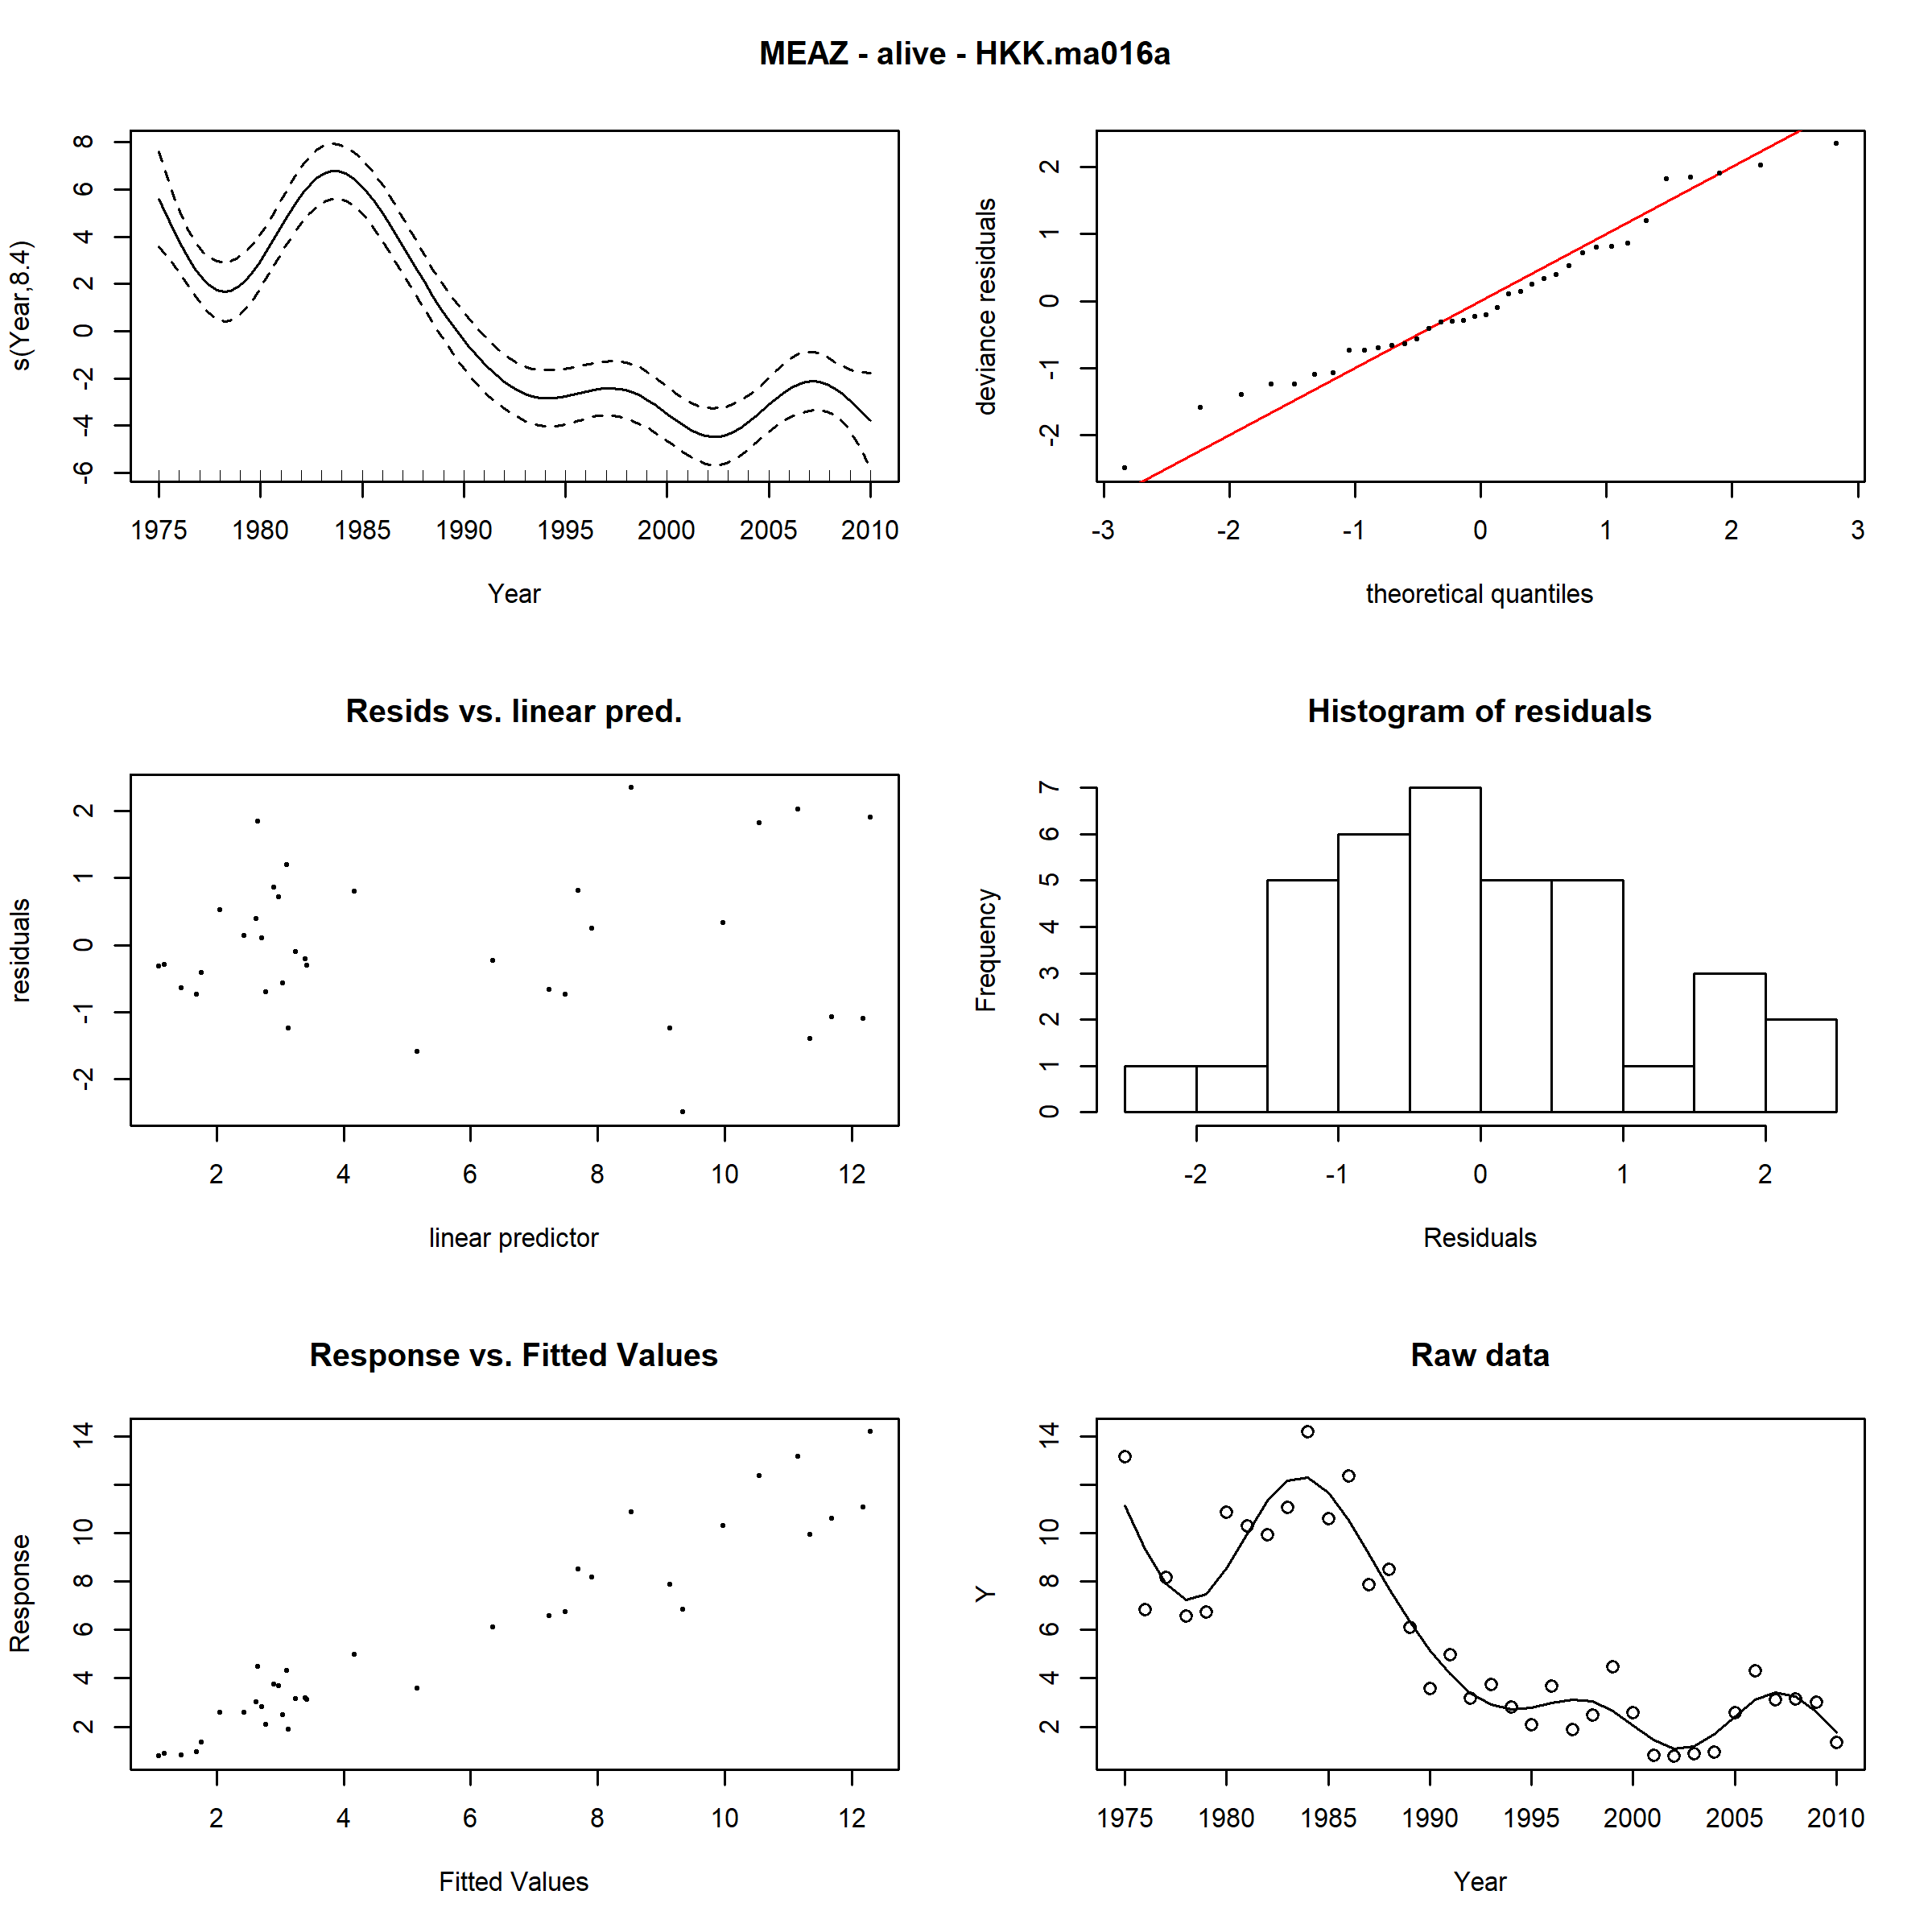 MEAZ - alive - HKK.ma016a
s(Year,8.4)
8
6
4
2
0
-2
-4
-6
1975 1980 1985 1990 1995 2000 2005 2010
Year
deviance residuals
2
1
0
-1
-2
-3 -2 -1 0 1 2 3
theoretical quantiles
Resids vs. linear pred.
residuals
2
1
0
-1
-2
2 4 6 8 10 12
linear predictor
Histogram of residuals
Frequency
7
6
5
4
3
2
1
0
-2 -1 0 1 2
Residuals
Response vs. Fitted Values
Response
14
10
8
6
4
2
2 4 6 8 10 12
Fitted Values
Raw data
Y
14
10
8
6
4
2
1975 1980 1985 1990 1995 2000 2005 2010
Year